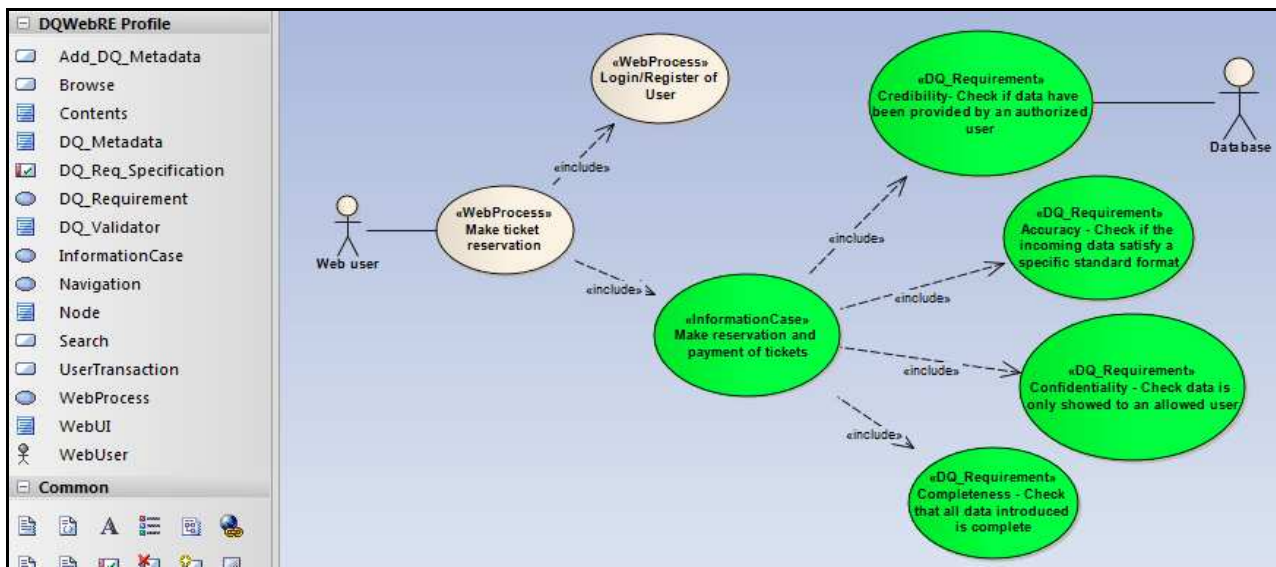 DQWebRE Profile
Add_DQ_Metadata
Browse
Contents
DQ_Metadata
DQ_Req_Specification
DQ_Requirement
DQ_Validator
InformationCase
Navigation
Node
Search
UserTransaction
WebProcess
WebUI
WebUser
Common
A
«WebProcess»
Login/Register of
User
«include»
«WebProcess»
Make ticket
reservation
Web user
«include»
«InformationCase»
Make reservation and
payment of tickets
«include»
«DQ_Requirement»
Credibility- Check if data have
been provided by an authorized
user
Database
«include»
«DQ_Requirement»
Accuracy - Check if the
incoming data satisfy a
specific standard format
«include»
«DQ_Requirement»
Confidentiality - Check data is
only showed to an allowed user
«include»
«DQ_Requirement»
Completeness - Check
that all data introduced
is complete